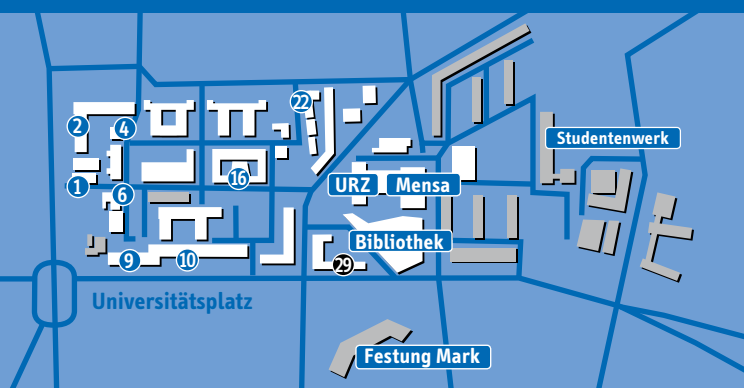 22
2
4
Studentenwerk
16
1
URZ
Mensa
6
Bibliothek
9
10
29
Universitätsplatz
Festung Mark